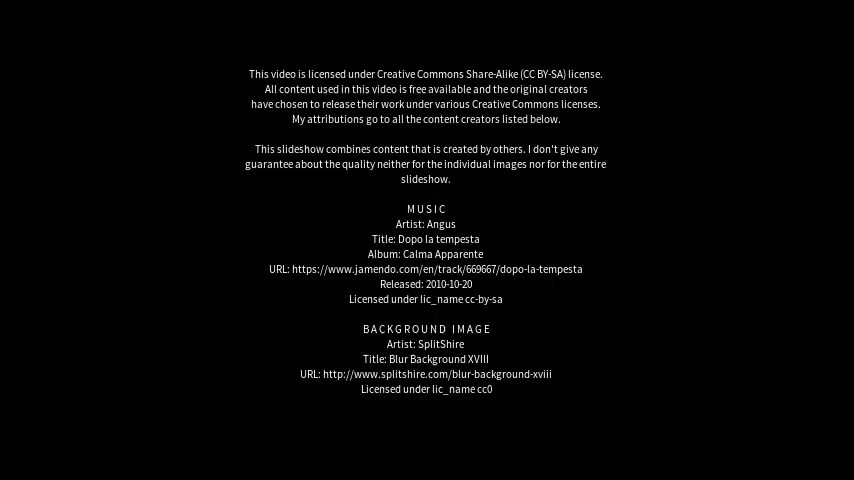 This video is licensed under Creative Commons Share-Alike (CC BY-SA) license.
All content used in this video is free available and the original creators
have chosen to release their work under various Creative Commons licenses.
My attributions go to all the content creators listed below.
This slideshow combines content that is created by others. I don't give any
guarantee about the quality neither for the individual images nor for the entire
slideshow.
MUSIC
Artist: Angus
Title: Dopo la tempesta
Album: Calma Apparente
URL: https://www.jamendo.com/en/track/669667/dopo-la-tempesta
Released: 2010-10-20
Licensed under lic_name cc-by-sa
BACKGROUND IMAGE
Artist: SplitShire
Title: Blur Background XVIII
URL: http://www.splitshire.com/blur-background-xviii
Licensed under lic_name cc0